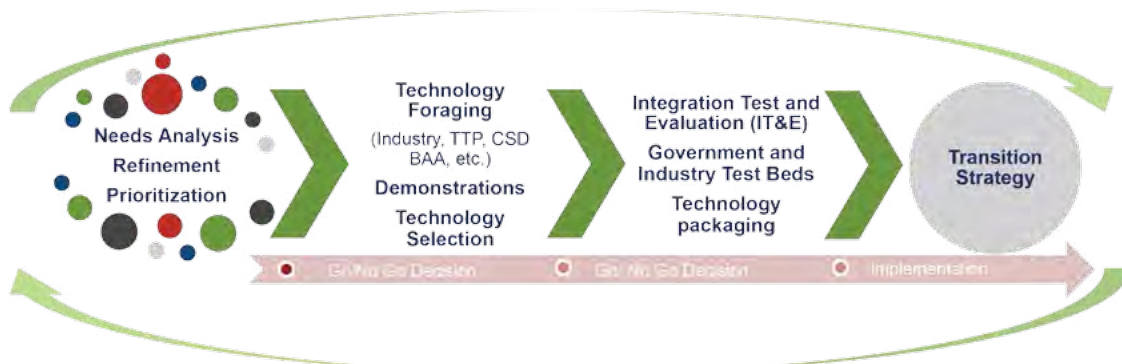 Needs Analysis
Refinement
Prioritization
Technology
Foraging
(Industry, TTP, CSD
BAA, etc.)
Demonstrations
Technology
Selection
Integration Test and
Evaluation (IT&E)
Government and
Industry Test Beds
Technology
packaging
Transition
Strategy
Go/No Go Decision
Go/ No Go Decision
Implementation